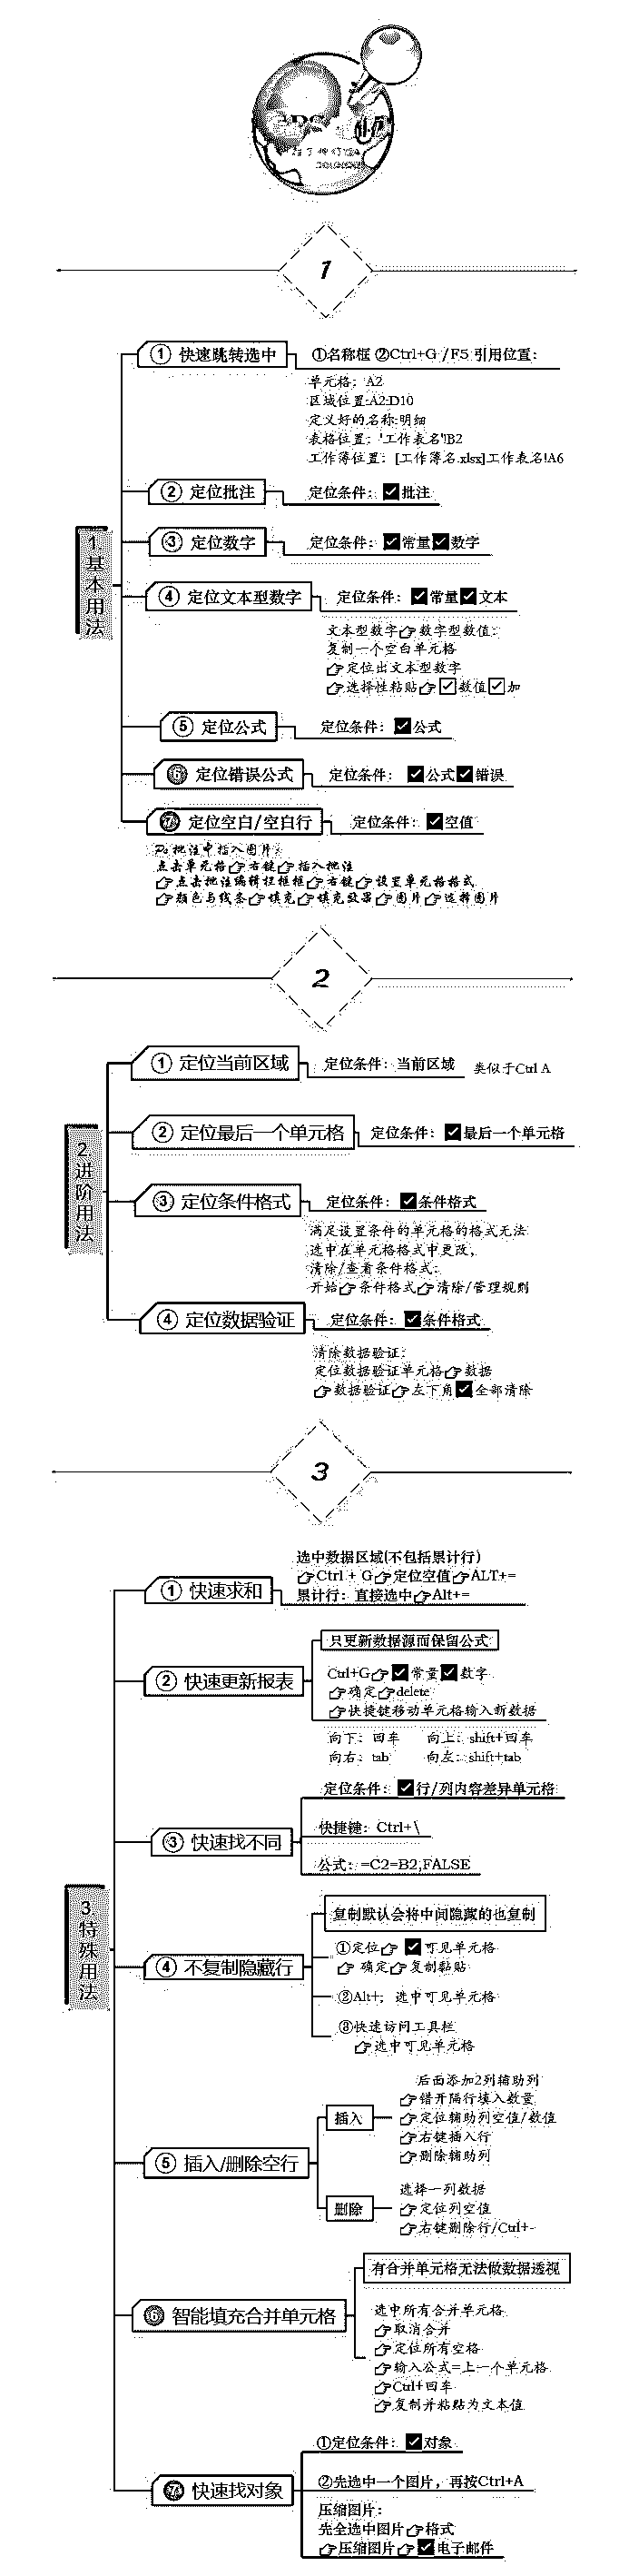 1
1.基本用法
① 快速跳转选中
①名称框 ②Ctrl+G /F5 引用位置：
单元格：A2
区域位置:A2:D10
定义好的名称:明细
表格位置：'工作表名'!B2
工作簿位置：[工作簿名.xlsx]工作表名!A6
② 定位批注
定位条件：☑批注
③ 定位数字
定位条件：☑常量☑数字
④ 定位文本型数字
定位条件：☑常量☑文本
文本型数字👉数字型数值：
复制一个空白单元格
👉定位出文本型数字
👉选择性粘贴👉☑数值☑加
⑤ 定位公式
定位条件：☑公式
⑥ 定位错误公式
定位条件：☑公式☑错误
⑦ 定位空白/空白行
定位条件：☑空值
Ps批注中插入图片：
点击单元格👉右键👉插入批注
👉点击批注编辑栏框框👉右键👉设置单元格格式
👉颜色与线条👉填充👉填充效果👉图片👉选择图片
2
2.进阶用法
① 定位当前区域
定位条件：当前区域 类似于Ctrl A
② 定位最后一个单元格
定位条件：☑最后一个单元格
③ 定位条件格式
定位条件：☑条件格式
满足设置条件的单元格的格式无法
选中在单元格格式中更改，
清除/查看条件格式：
开始👉条件格式👉清除/管理规则
④ 定位数据验证
定位条件：☑条件格式
清除数据验证：
定位数据验证单元格👉数据
👉数据验证👉左下角☑全部清除
3
3.特殊用法
① 快速求和
选中数据区域(不包括累计行)
👉Ctrl + G👉定位空值👉ALT+=
累计行：直接选中👉Alt+=
② 快速更新报表
只更新数据源而保留公式
Ctrl+G👉☑常量☑数字
👉确定👉delete
👉快捷键移动单元格输入新数据
向下：回车 向上：shift+回车
向右：tab 向左：shift+tab
③ 快速找不同
定位条件：☑行/列内容差异单元格
快捷键：Ctrl+\
公式：=C2=B2,FALSE
④ 不复制隐藏行
复制默认会将中间隐藏的也复制
①定位👉☑可见单元格
👉确定👉复制黏贴
②Alt+；选中可见单元格
③快速访问工具栏
👉选中可见单元格
⑤ 插入/删除空行
插入
后面添加2列辅助列
👉错开隔行填入数量
👉定位辅助列空值/数值
👉右键插入行
👉删除辅助列
删除
选择一列数据
👉定位列空值
👉右键删除行/Ctrl+-
⑥ 智能填充合并单元格
有合并单元格无法做数据透视
选中所有合并单元格
👉取消合并
👉定位所有空格
👉输入公式=上一个单元格
👉Ctrl+回车
👉复制并粘贴为文本值
⑦ 快速找对象
①定位条件：☑对象
②先选中一个图片，再按Ctrl+A
压缩图片：
先全选中图片👉格式
👉压缩图片👉☑电子邮件